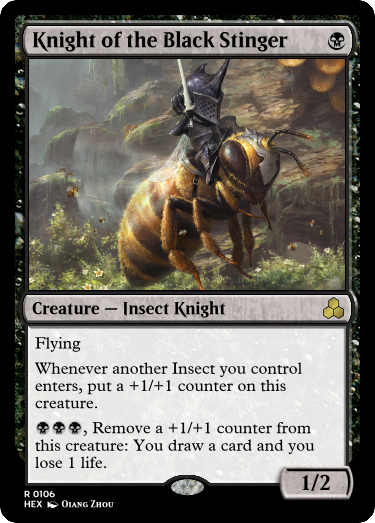 Knight of the Black Stinger
Creature — Insect Knight
Flying
Whenever another Insect you control
enters, put a +1/+1 counter on this
creature.
, Remove a +1/+1 counter from
this creature: You draw a card and you
lose 1 life.
1/2
R 0106
HEX Qiang Zhou